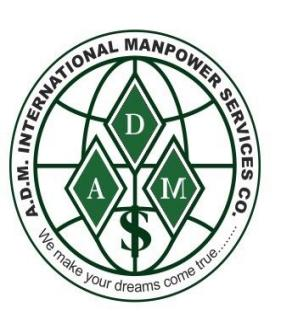 A.D.M. INTERNATIONAL MANPOWER SERVICES CO.
D
A M
$
We make your dreams come true........